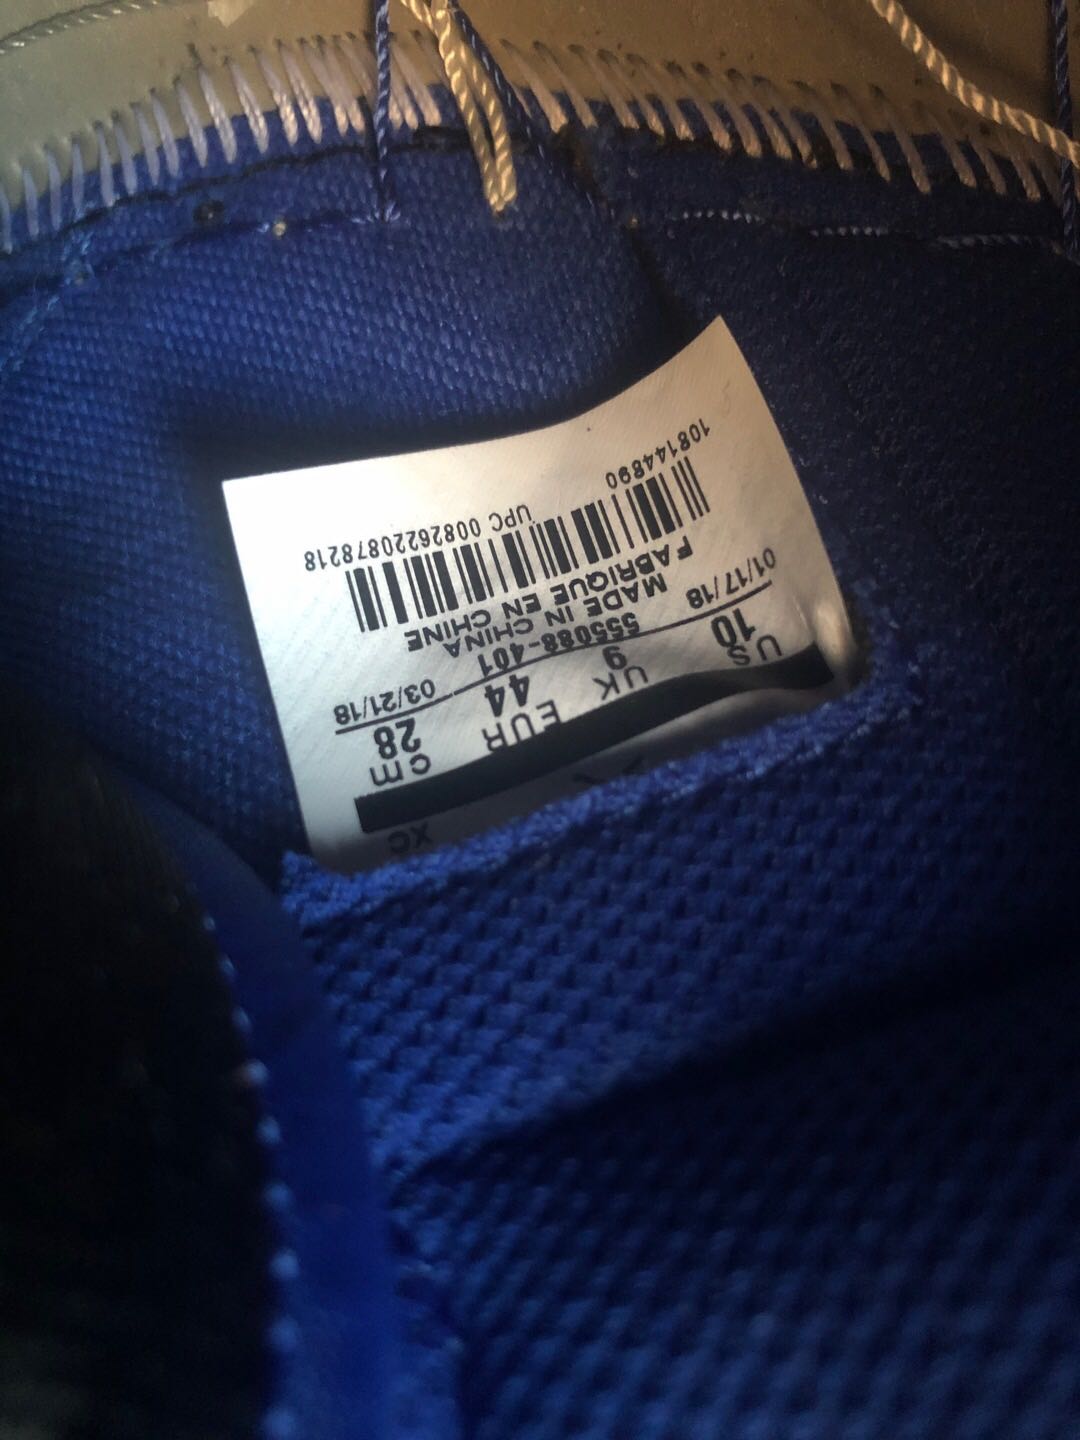 XC
US UK EUR cm
10 9 44 28
01/17/18 03/21/18
555088-401
MADE IN CHINA
FABRIQUE EN CHINE
UPC 00826220878218
108144890